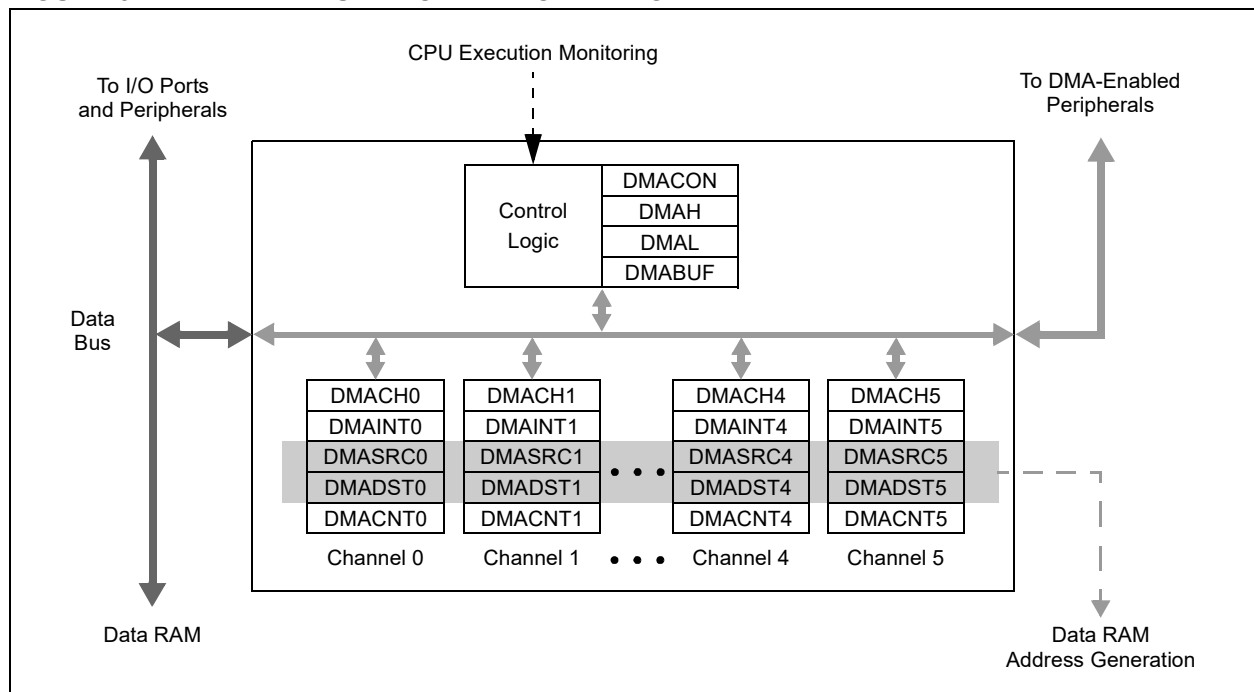 CPU Execution Monitoring
To I/O Ports
and Peripherals
To DMA-Enabled
Peripherals
Control
Logic
DMACON
DMAH
DMAL
DMABUF
Data
Bus
DMACH0
DMAINT0
DMASRC0
DMADST0
DMACNT0
Channel 0
DMACH1
DMAINT1
DMASRC1
DMADST1
DMACNT1
Channel 1
DMACH4
DMAINT4
DMASRC4
DMADST4
DMACNT4
Channel 4
DMACH5
DMAINT5
DMASRC5
DMADST5
DMACNT5
Channel 5
Data RAM
Data RAM
Address Generation